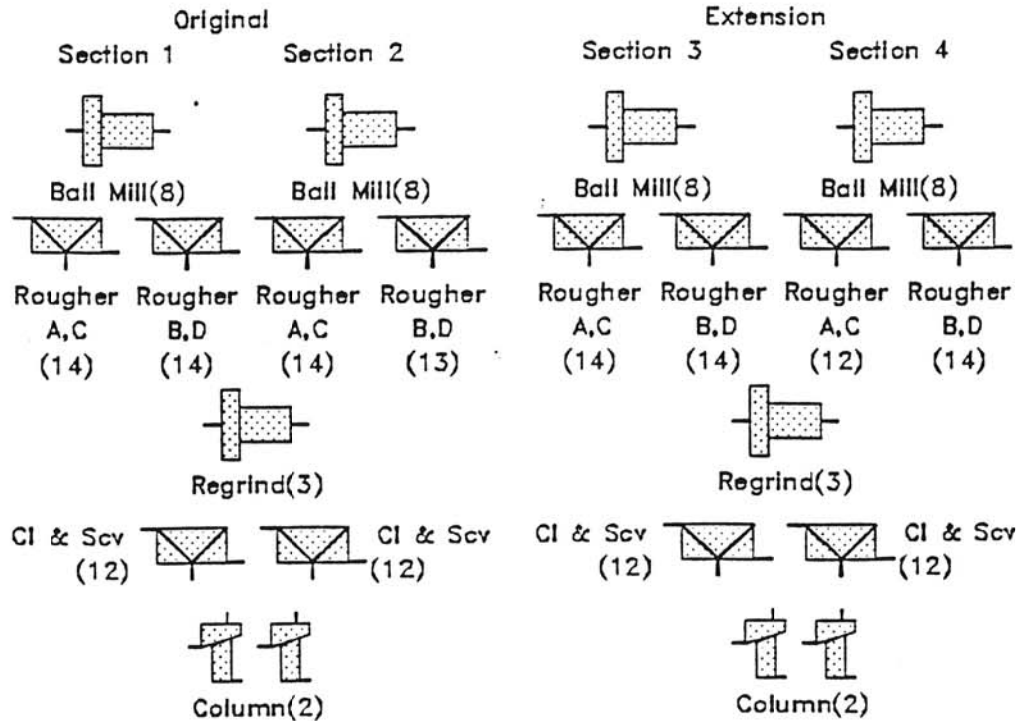 Original Extension
Section 1 Section 2 Section 3 Section 4
Ball Mill(8) Ball Mill(8) Ball Mill(8) Ball Mill(8)
Rougher Rougher Rougher Rougher Rougher Rougher Rougher Rougher
A,C B,D A,C B,D A,C B,D A,C B,D
(14) (14) (14) (13) (14) (14) (12) (14)
Regrind(3) Regrind(3)
Cl & Scv Cl & Scv Cl & Scv Cl & Scv
(12) (12) (12) (12)
Column(2) Column(2)